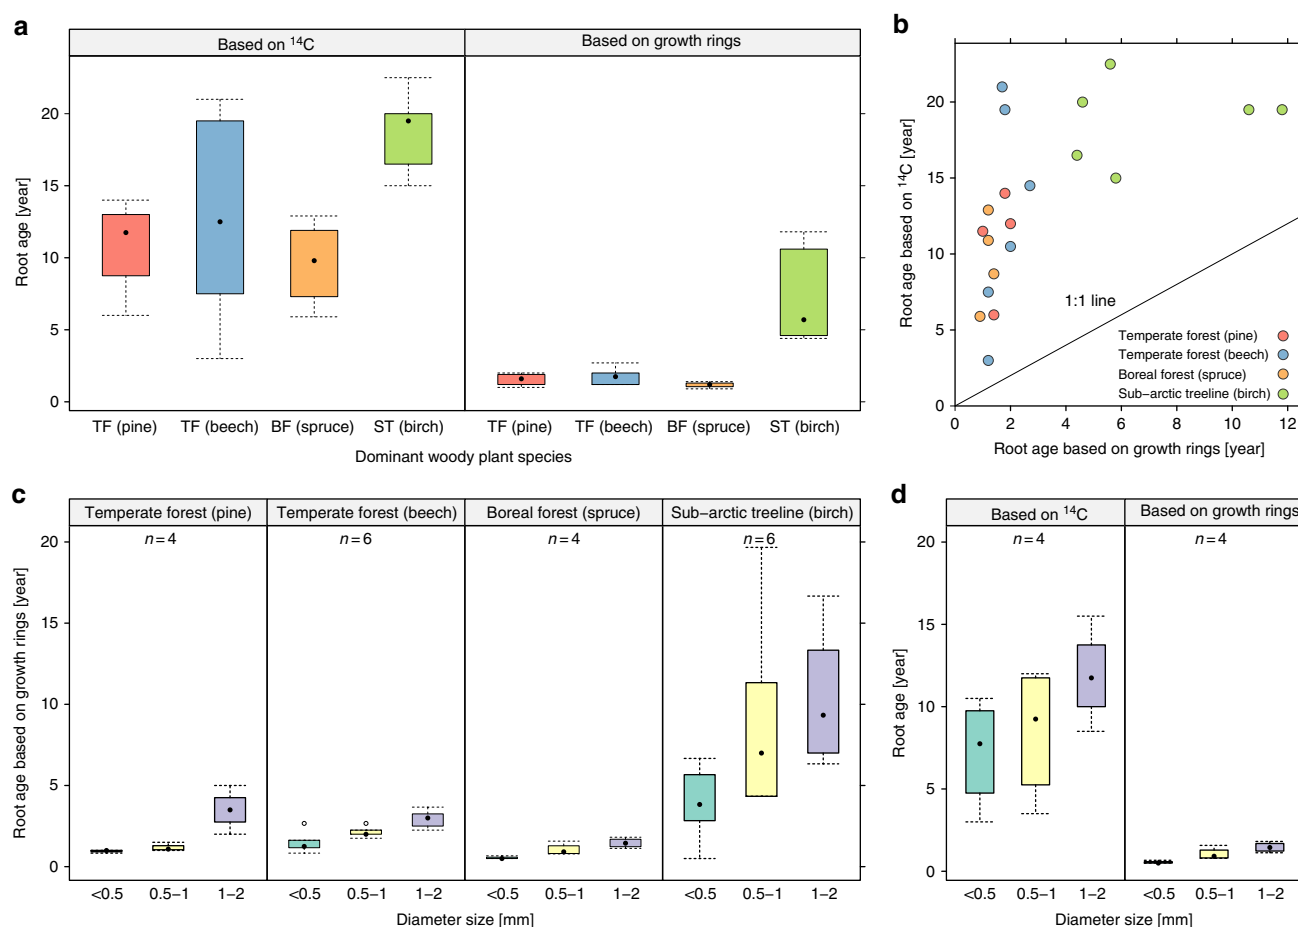 a
Based on ¹⁴C
Based on growth rings
Root age [year]
20
15
10
5
0
TF (pine)
TF (beech)
BF (spruce)
ST (birch)
TF (pine)
TF (beech)
BF (spruce)
ST (birch)
Dominant woody plant species
b
Root age based on ¹⁴C [year]
20
15
10
5
0
1:1 line
Temperate forest (pine)
Temperate forest (beech)
Boreal forest (spruce)
Sub−arctic treeline (birch)
0 2 4 6 8 10 12
Root age based on growth rings [year]
c
Temperate forest (pine)
Temperate forest (beech)
Boreal forest (spruce)
Sub−arctic treeline (birch)
n = 4
n = 6
n = 4
n = 6
Root age based on growth rings [year]
20
15
10
5
0
<0.5 0.5−1 1−2
<0.5 0.5−1 1−2
<0.5 0.5−1 1−2
<0.5 0.5−1 1−2
Diameter size [mm]
d
Based on ¹⁴C
Based on growth rings
n = 4
n = 4
Root age [year]
20
15
10
5
0
<0.5 0.5−1 1−2
<0.5 0.5−1 1−2
Diameter size [mm]